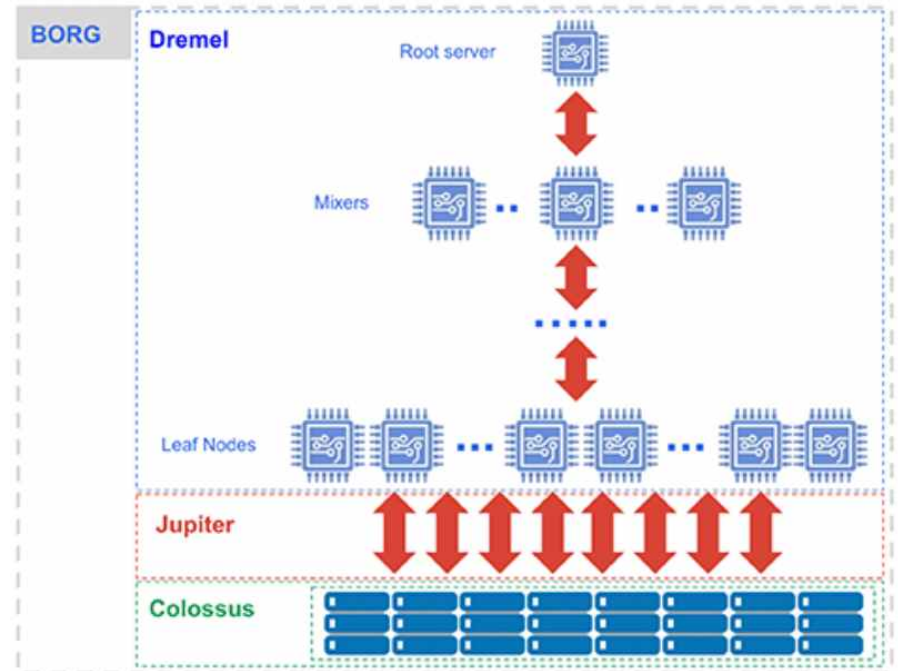 BORG
Dremel
Root server
Mixers
Leaf Nodes
Jupiter
Colossus